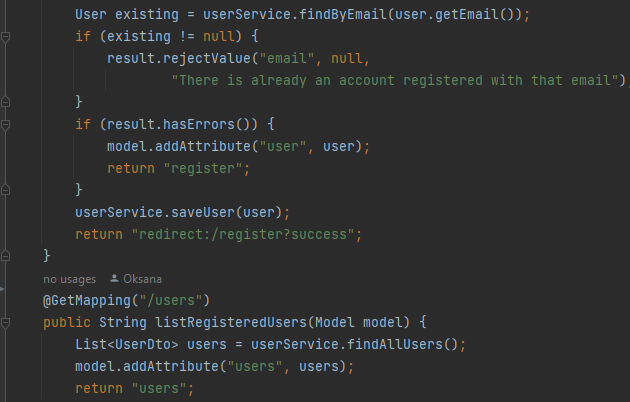 User existing = userService.findByEmail(user.getEmail());
if (existing != null) {
result.rejectValue("email", null,
"There is already an account registered with that email");
}
if (result.hasErrors()) {
model.addAttribute("user", user);
return "register";
}
userService.saveUser(user);
return "redirect:/register?success";
}
no usages Oksana
@GetMapping("/users")
public String listRegisteredUsers(Model model) {
List<UserDto> users = userService.findAllUsers();
model.addAttribute("users", users);
return "users";